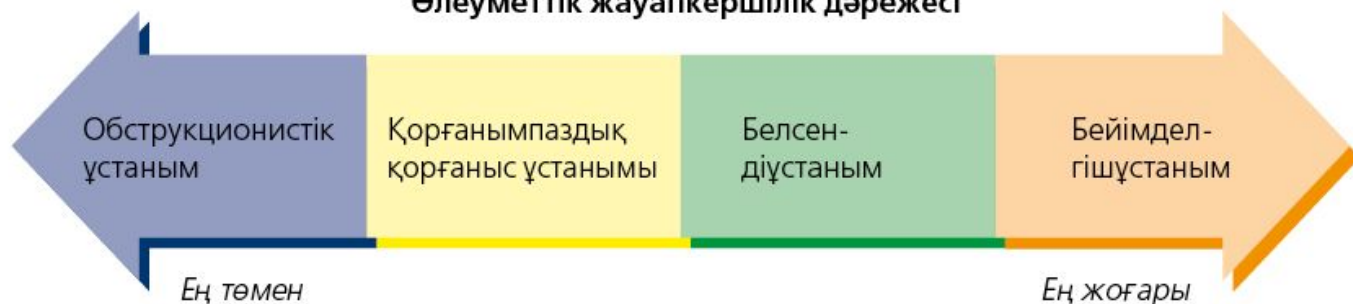 Әлеуметтік жауапкершілік дәрежесі
Обструкционистік
ұстаным
Қорғанымпаздық
қорғаныс ұстанымы
Белсен-
діұстаным
Бейімдел-
гішұстаным
Ең төмен
Ең жоғары